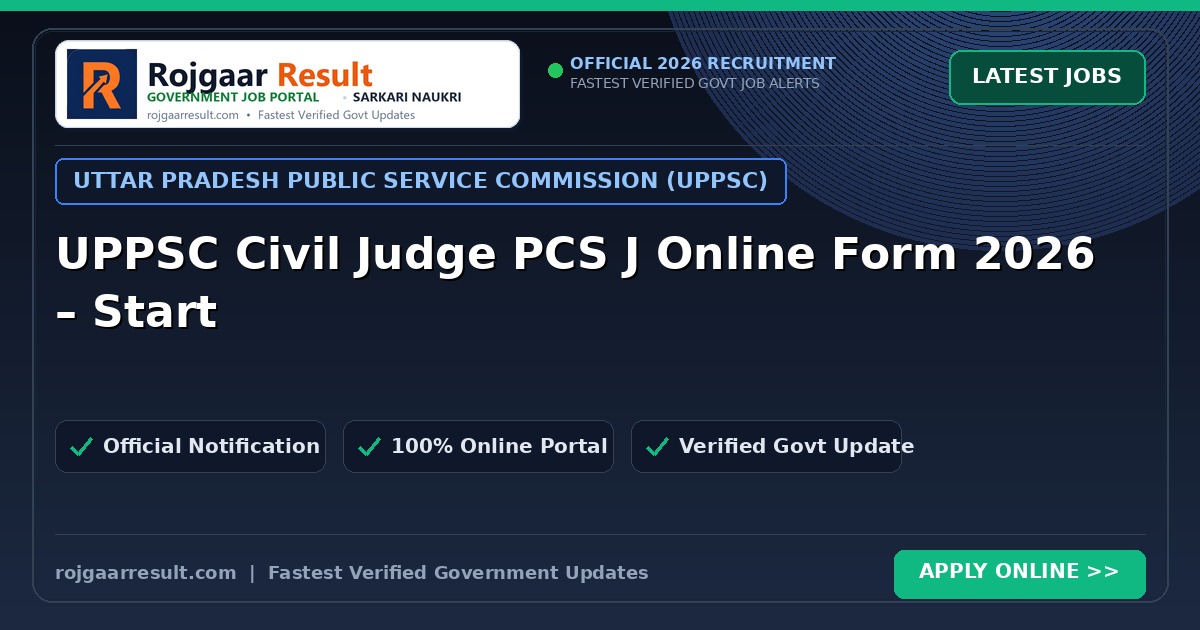 Rojgaar Result
GOVERNMENT JOB PORTAL • SARKARI NAUKRI
rojgaarresult.com • Fastest Verified Govt Updates
OFFICIAL 2026 RECRUITMENT
FASTEST VERIFIED GOVT JOB ALERTS
LATEST JOBS
UTTAR PRADESH PUBLIC SERVICE COMMISSION (UPPSC)
UPPSC Civil Judge PCS J Online Form 2026
– Start
Official Notification
100% Online Portal
Verified Govt Update
rojgaarresult.com | Fastest Verified Government Updates
APPLY ONLINE >>